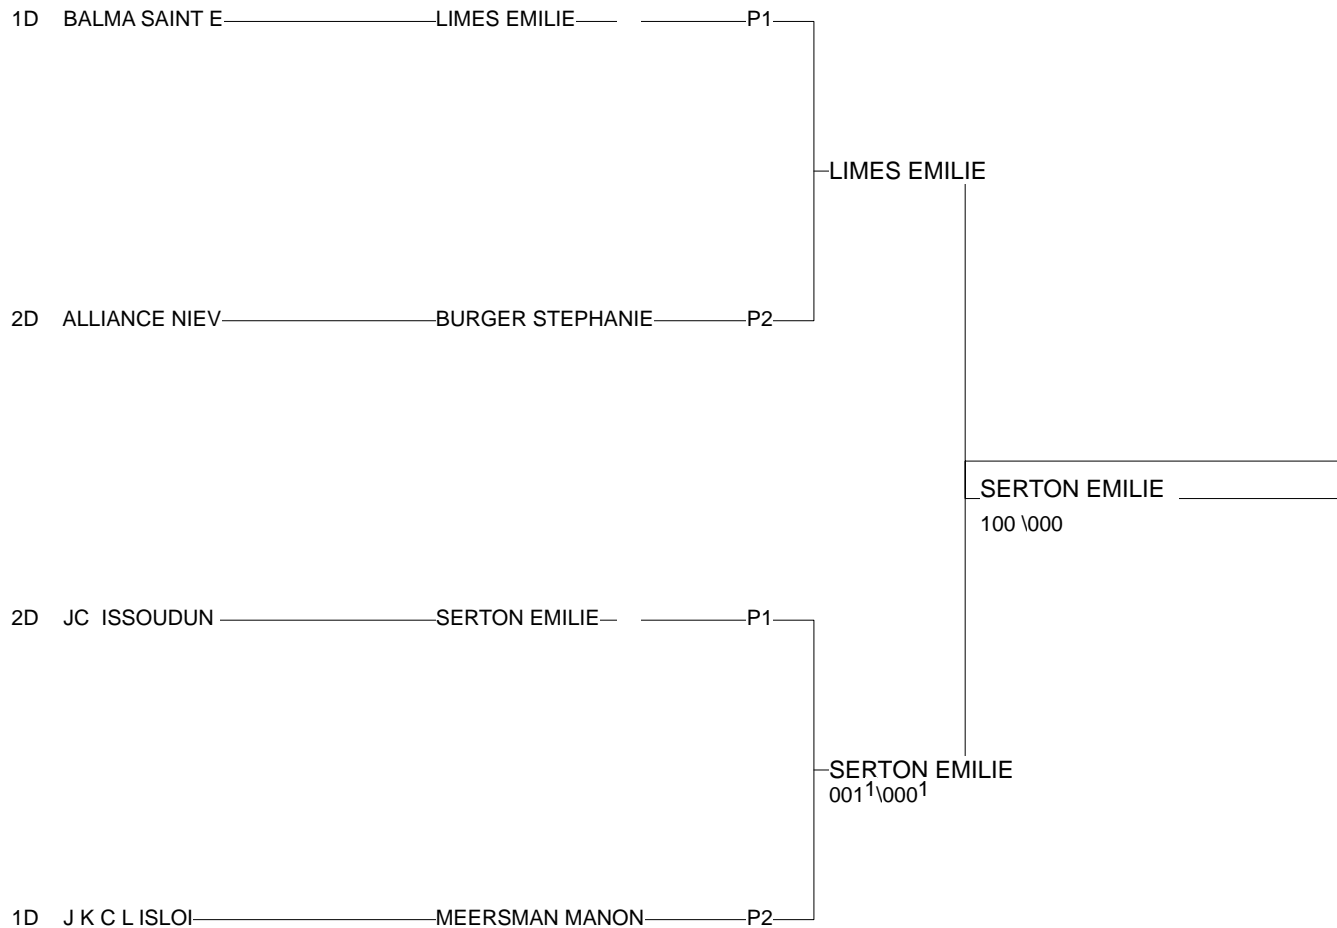 1D BALMA SAINT E LIMES EMILIE P1
LIMES EMILIE
2D ALLIANCE NIEV BURGER STEPHANIE P2
SERTON EMILIE
100 \000
2D JC ISSOUDUN SERTON EMILIE P1
SERTON EMILIE
001¹\000¹
1D J K C L ISLOI MEERSMAN MANON P2